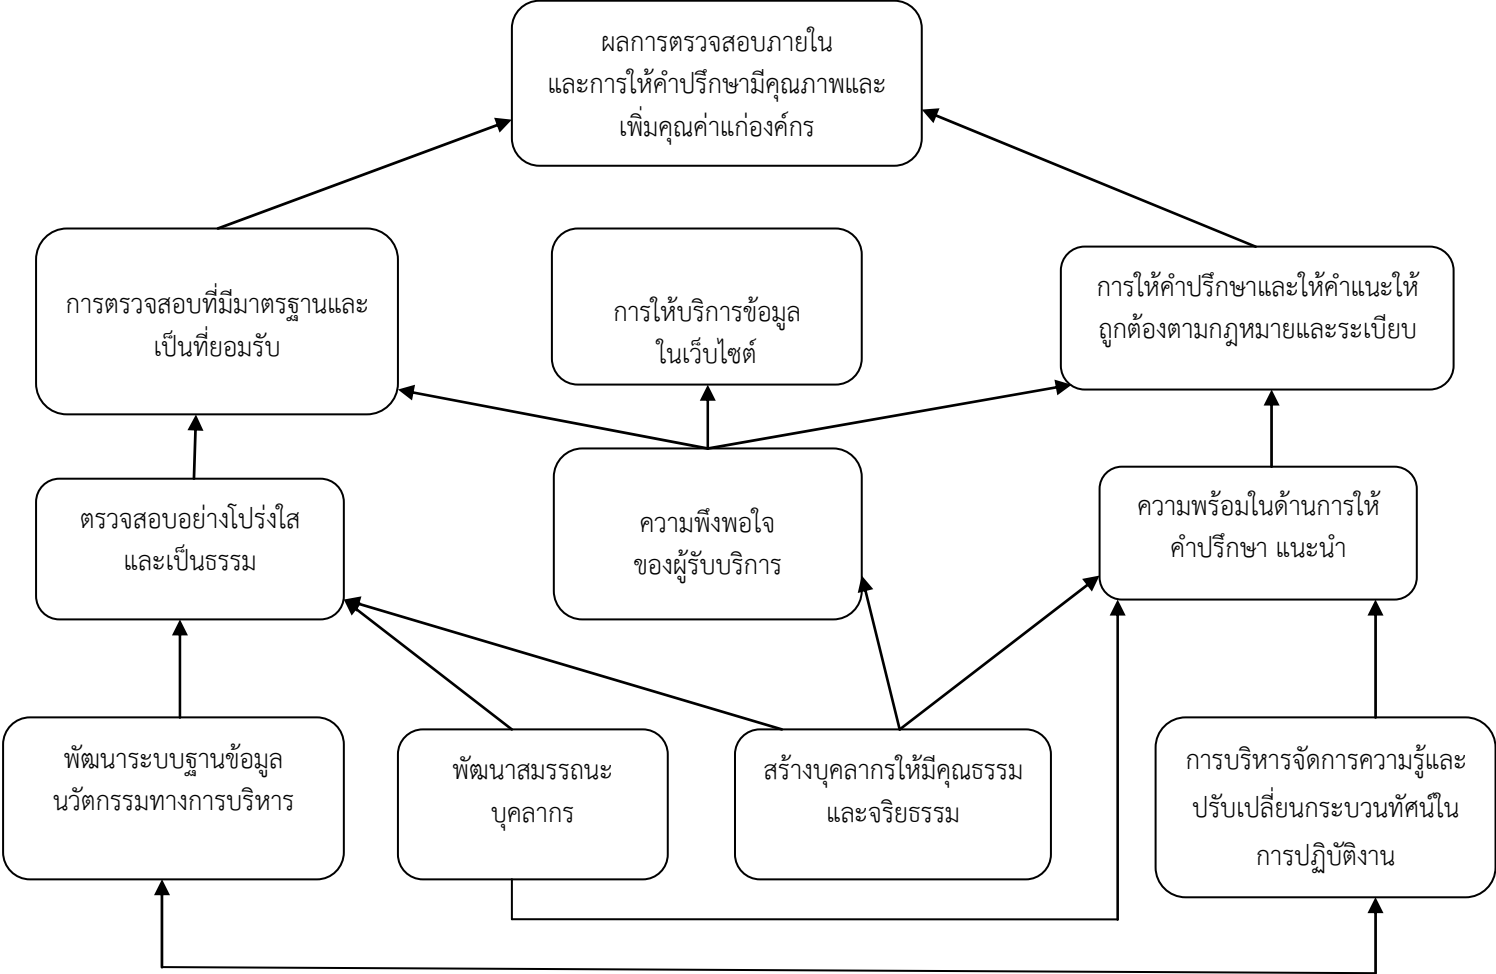 ผลการตรวจสอบภายใน
และการให้คำปรึกษามีคุณภาพและ
เพิ่มคุณค่าแก่องค์กร
การตรวจสอบที่มีมาตรฐานและ
เป็นที่ยอมรับ
การให้บริการข้อมูล
ในเว็บไซต์
การให้คำปรึกษาและให้คำแนะให้
ถูกต้องตามกฎหมายและระเบียบ
ตรวจสอบอย่างโปร่งใส
และเป็นธรรม
ความพึงพอใจ
ของผู้รับบริการ
ความพร้อมในด้านการให้
คำปรึกษา แนะนำ
พัฒนาระบบฐานข้อมูล
นวัตกรรมทางการบริหาร
พัฒนาสมรรถนะ
บุคลากร
สร้างบุคลากรให้มีคุณธรรม
และจริยธรรม
การบริหารจัดการความรู้และ
ปรับเปลี่ยนกระบวนทัศน์ใน
การปฏิบัติงาน